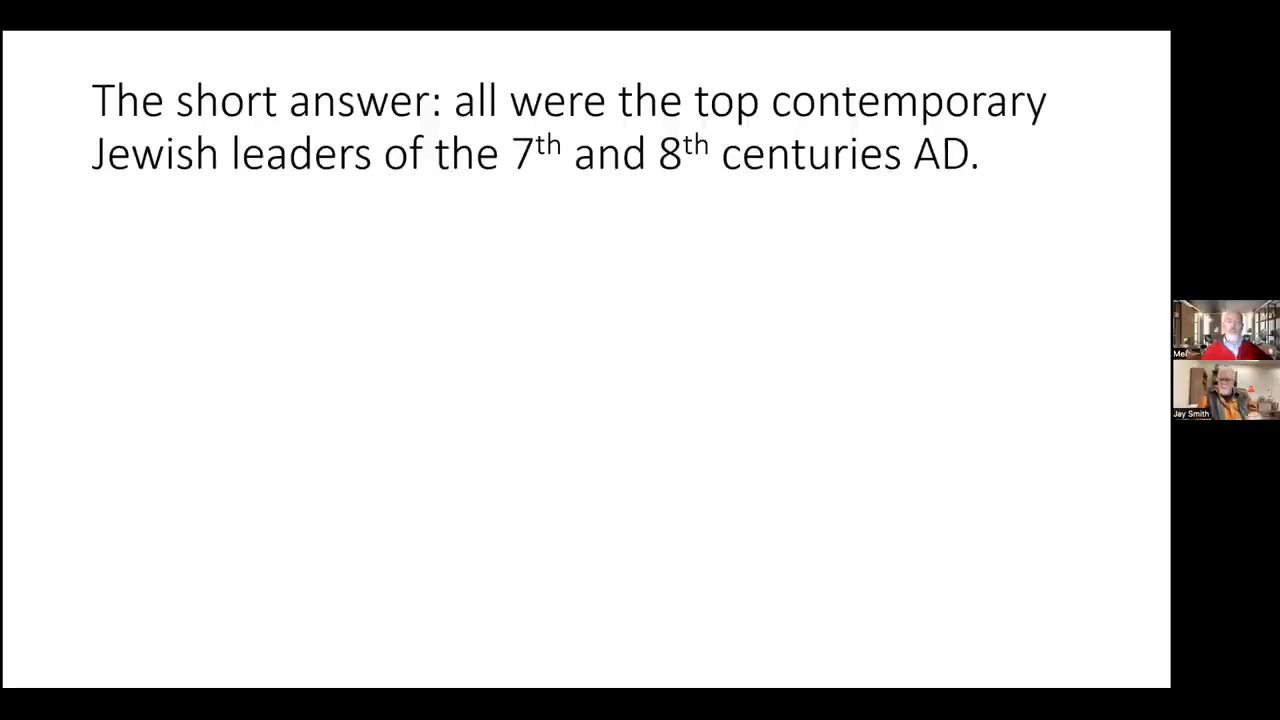 The short answer: all were the top contemporary
Jewish leaders of the 7th and 8th centuries AD.
Mel
Jay Smith